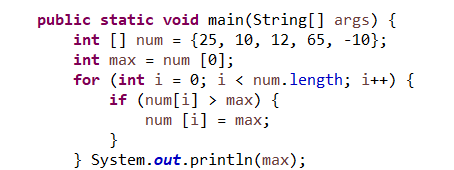 public static void main(String[] args) {
int [] num = {25, 10, 12, 65, -10};
int max = num [0];
for (int i = 0; i < num.length; i++) {
if (num[i] > max) {
num [i] = max;
}
} System.out.println(max);